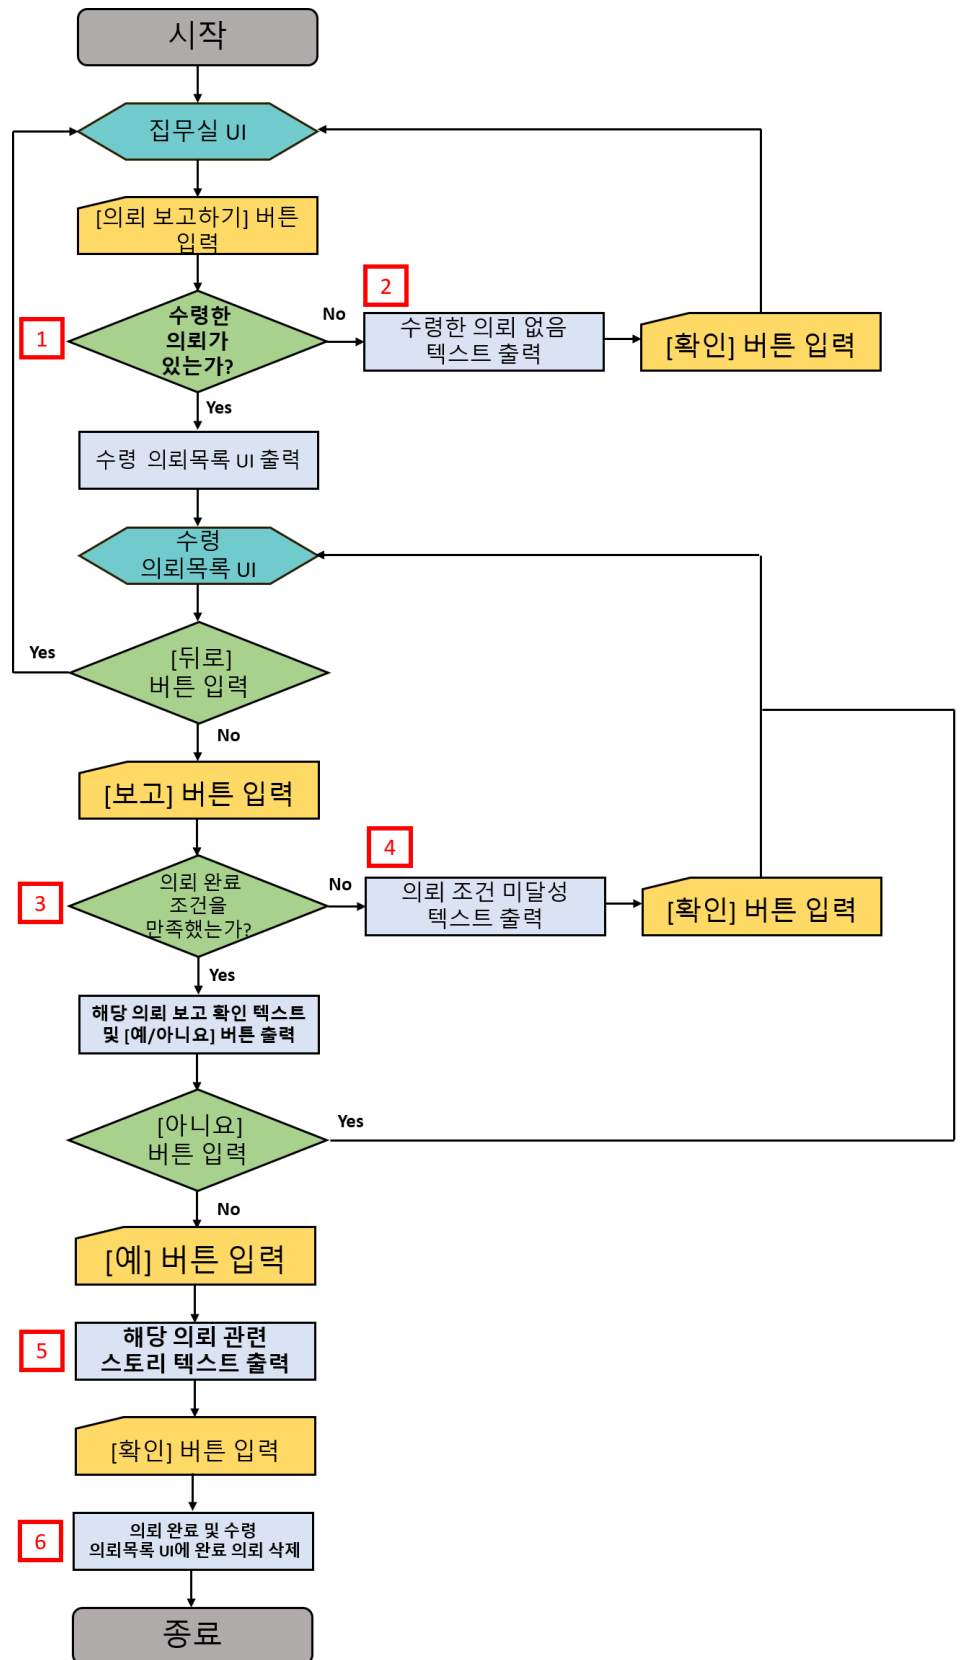 시작
집무실 UI
[의뢰 보고하기] 버튼
입력
1
수령한
의뢰가
있는가?
No
2
수령한 의뢰 없음
텍스트 출력
[확인] 버튼 입력
Yes
수령 의뢰목록 UI 출력
수령
의뢰목록 UI
Yes
[뒤로]
버튼 입력
No
[보고] 버튼 입력
3
의뢰 완료
조건을
만족했는가?
No
4
의뢰 조건 미달성
텍스트 출력
[확인] 버튼 입력
Yes
해당 의뢰 보고 확인 텍스트
및 [예/아니요] 버튼 출력
[아니요]
버튼 입력
Yes
No
[예] 버튼 입력
5
해당 의뢰 관련
스토리 텍스트 출력
[확인] 버튼 입력
6
의뢰 완료 및 수령
의뢰목록 UI에 완료 의뢰 삭제
종료